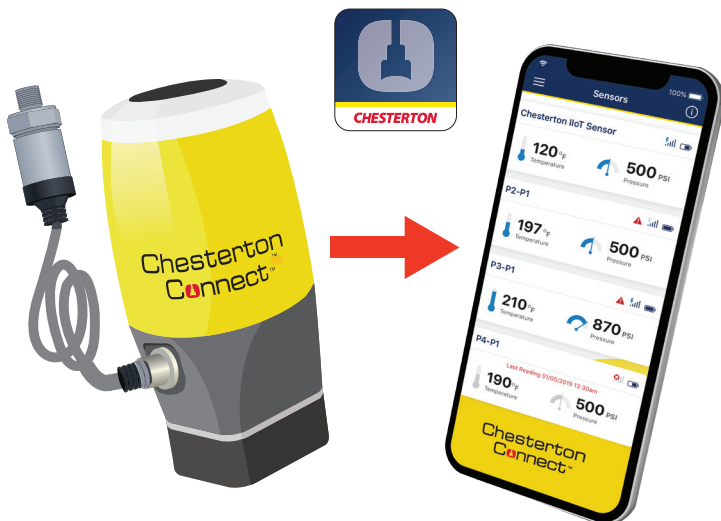 Chesterton
Connect™
CHESTERTON
100%
Sensors
Chesterton IIoT Sensor
120°F
Temperature
500 PSI
Pressure
P2-P1
197°F
Temperature
500 PSI
Pressure
P3-P1
210°F
Temperature
870 PSI
Pressure
P4-P1
Last Reading 01/05/2019 12:30am
190°F
Temperature
500 PSI
Pressure
Chesterton
Connect™